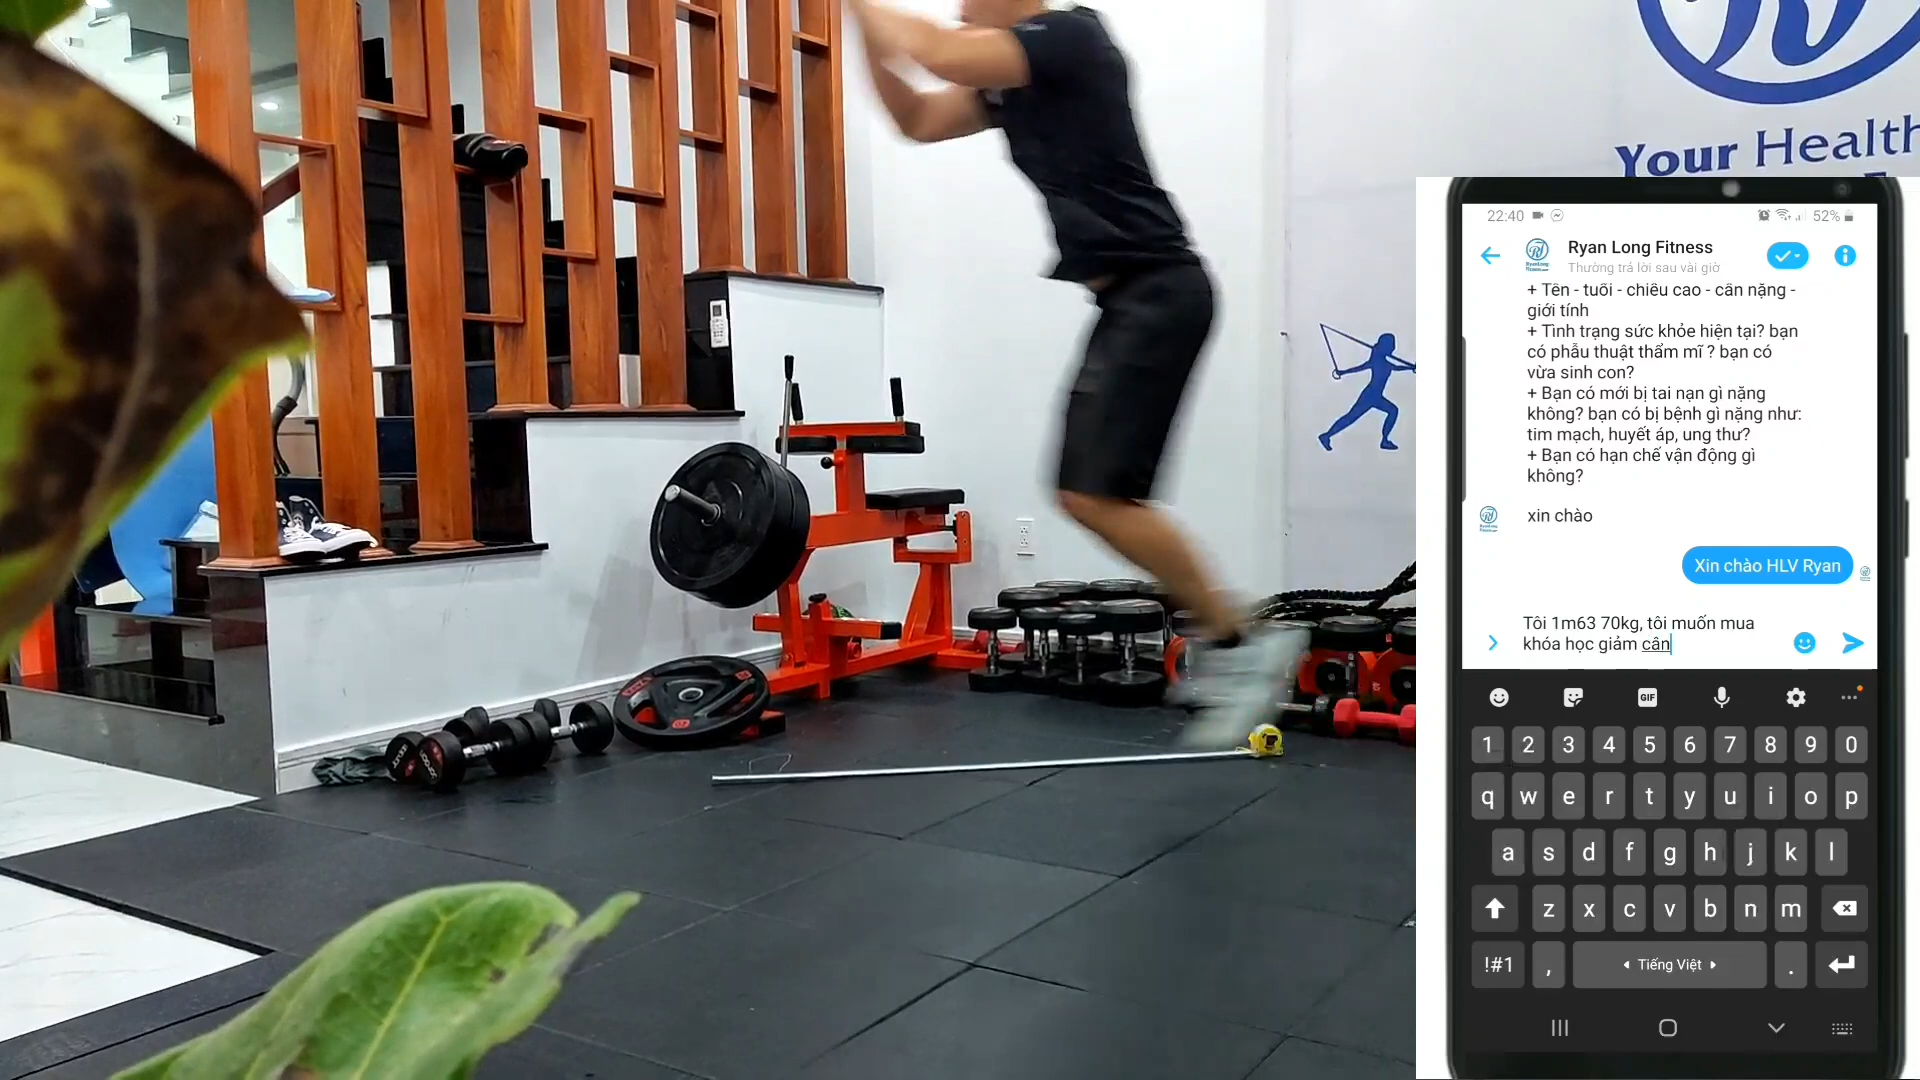 Your Health
22:40
52%
Ryan Long Fitness
Thường trả lời sau vài giờ
+ Tên - tuổi - chiều cao - cân nặng -
giới tính
+ Tình trạng sức khỏe hiện tại? bạn
có phẫu thuật thẩm mĩ ? bạn có
vừa sinh con?
+ Bạn có mới bị tai nạn gì nặng
không? bạn có bị bệnh gì nặng như:
tim mạch, huyết áp, ung thư?
+ Bạn có hạn chế vận động gì
không?
xin chào
Xin chào HLV Ryan
Tôi 1m63 70kg, tôi muốn mua
khóa học giảm cân
GIF
1 2 3 4 5 6 7 8 9 0
q w e r t y u i o p
a s d f g h j k l
z x c v b n m
!#1 , Tiếng Việt .